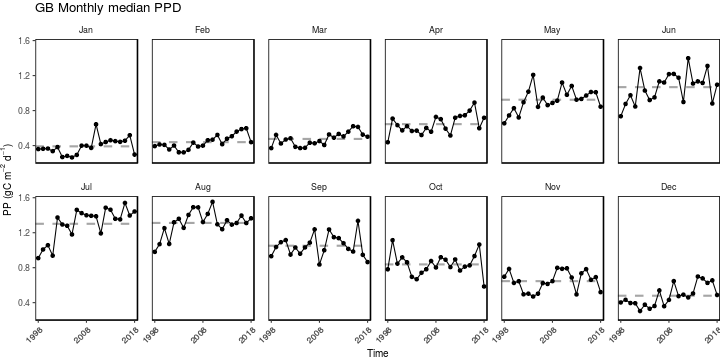 GB Monthly median PPD
Jan Feb Mar Apr May Jun
1.6
1.2
0.8
0.4
PP (gC m⁻² d⁻¹)
Jul Aug Sep Oct Nov Dec
1.6
1.2
0.8
0.4
1998 2008 2018 1998 2008 2018 1998 2008 2018 1998 2008 2018 1998 2008 2018 1998 2008 2018
Time